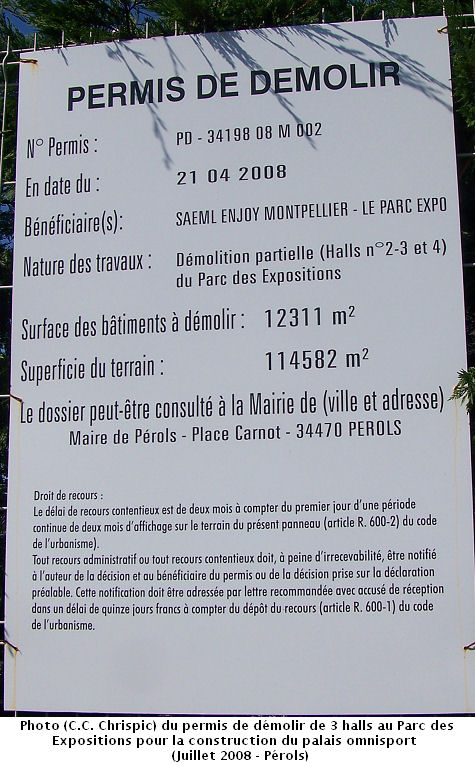 PERMIS DE DEMOLIR
N° Permis : PD - 34198 08 M 002
En date du : 21 04 2008
Bénéficiaire(s): SAEML ENJOY MONTPELLIER - LE PARC EXPO
Nature des travaux : Démolition partielle (Halls n°2-3 et 4)
du Parc des Expositions
Surface des bâtiments à démolir : 12311 m²
Superficie du terrain : 114582 m²
Le dossier peut-être consulté à la Mairie de (ville et adresse)
Maire de Pérols - Place Carnot - 34470 PEROLS
Droit de recours :
Le délai de recours contentieux est de deux mois à compter du premier jour d'une période
continue de deux mois d'affichage sur le terrain du présent panneau (article R. 600-2) du code
de l'urbanisme).
Tout recours administratif ou tout recours contentieux doit, à peine d'irrecevabilité, être notifié
à l'auteur de la décision et au bénéficiaire du permis ou de la décision prise sur la déclaration
préalable. Cette notification doit être adressée par lettre recommandée avec accusé de réception
dans un délai de quinze jours francs à compter du dépôt du recours (article R. 600-1) du code
de l'urbanisme.
Photo (C.C. Chrispic) du permis de démolir de 3 halls au Parc des
Expositions pour la construction du palais omnisport
(Juillet 2008 - Pérols)